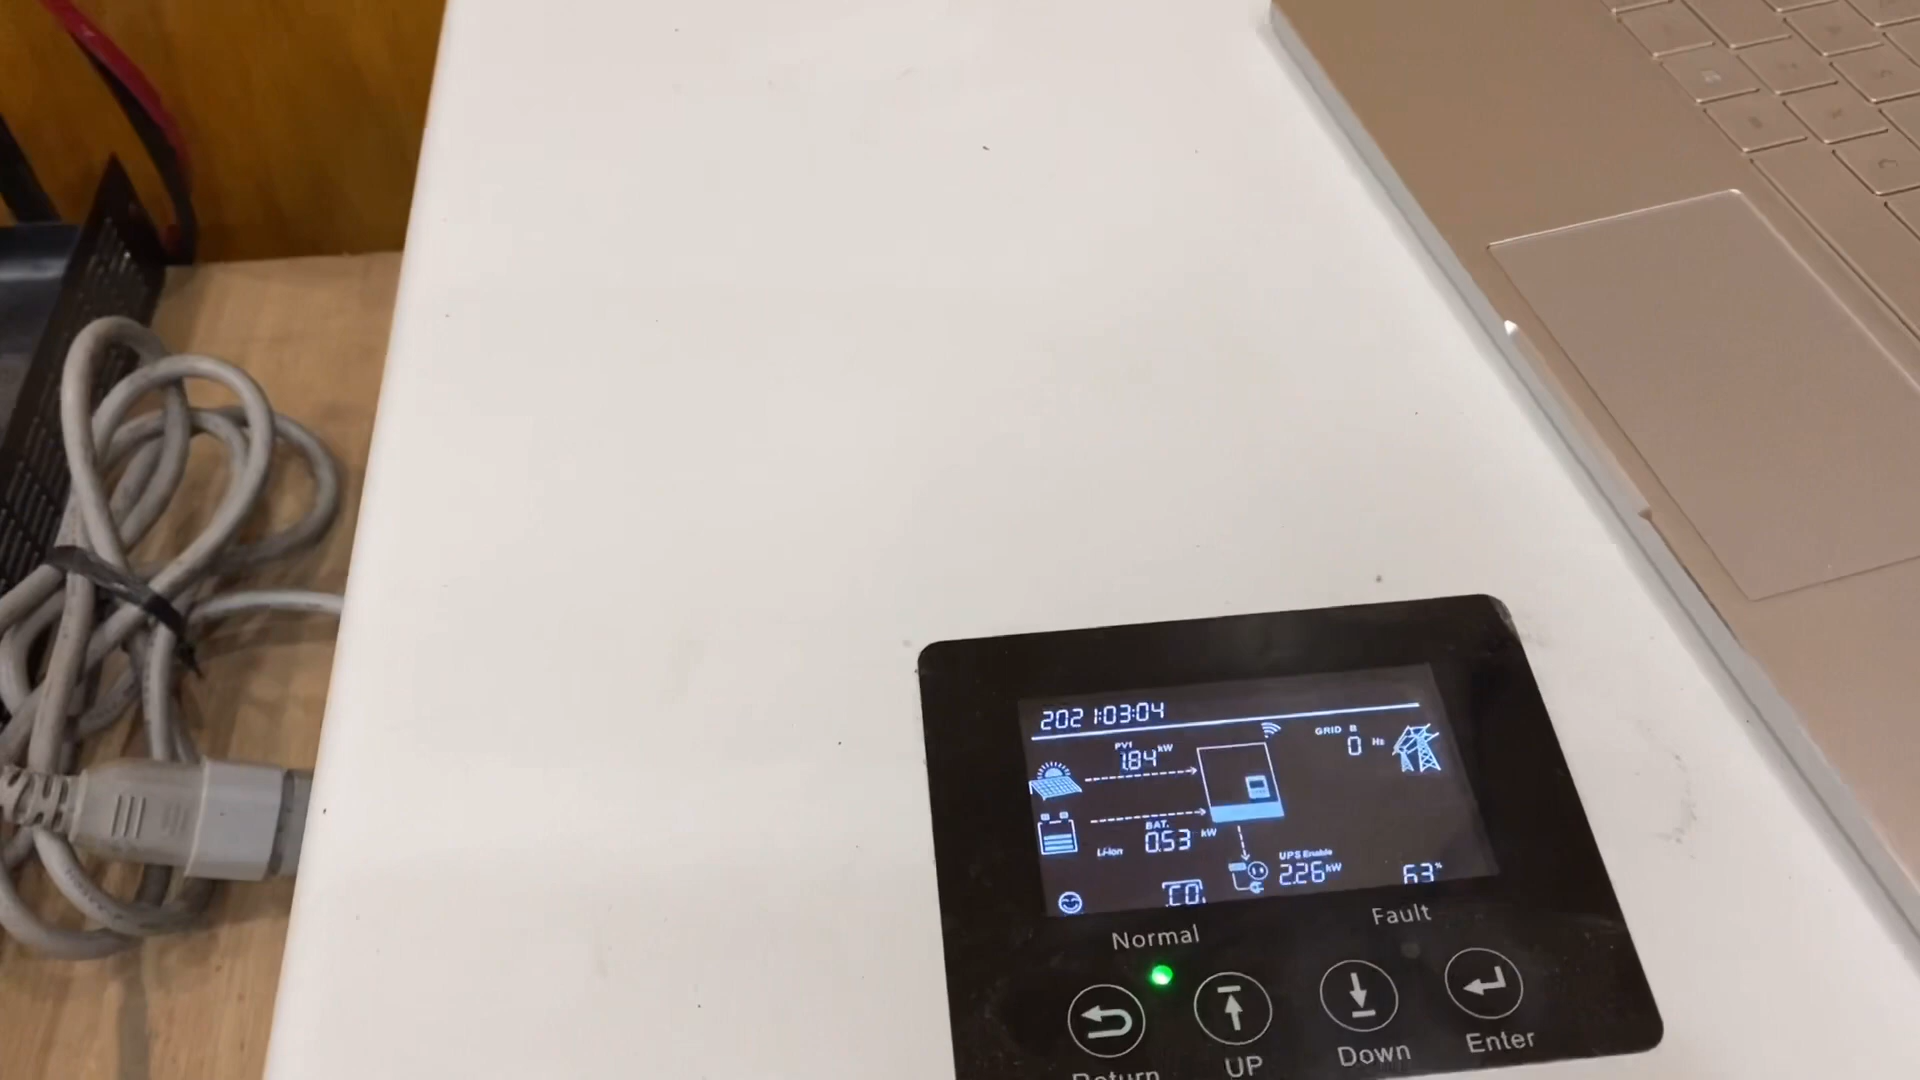 2021:03:04
PV1
1.84 kW
GRID
0 Hz
BAT.
Li-ion 0.53 kW
UPS Enable
2.26 kW
63%
Normal
Fault
Return
UP
Down
Enter